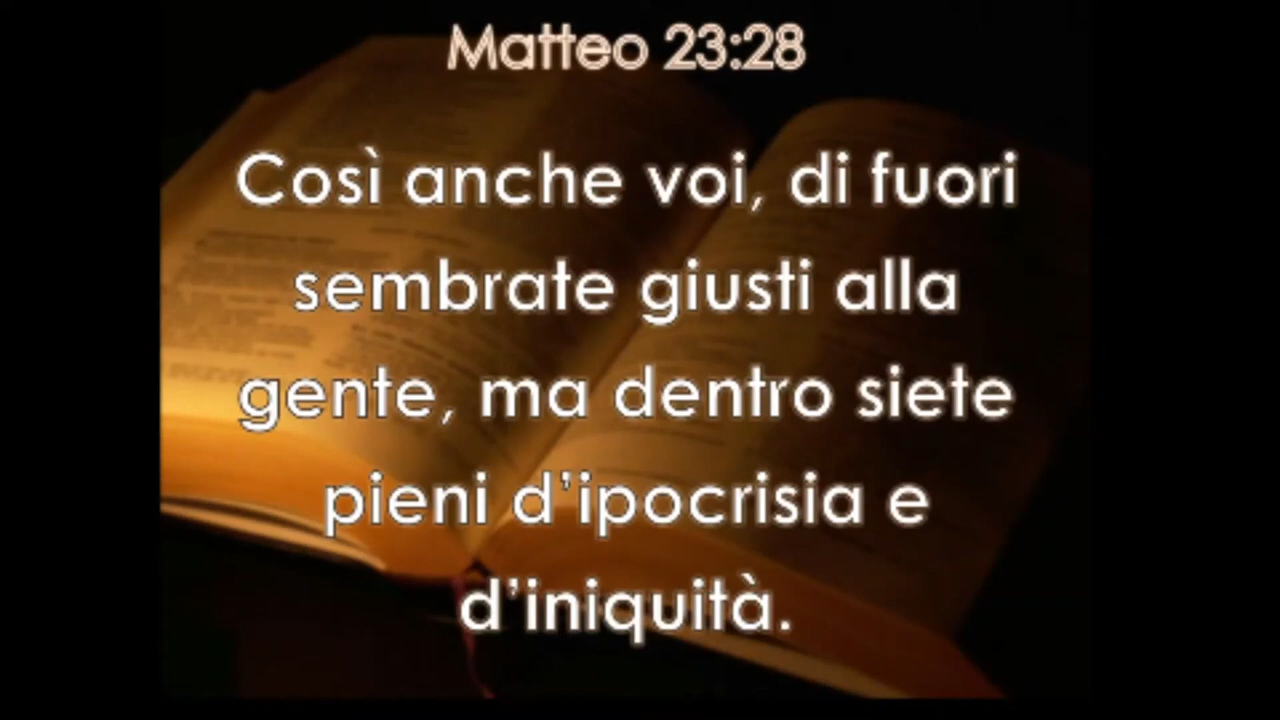 Matteo 23:28
Così anche voi, di fuori
sembrate giusti alla
gente, ma dentro siete
pieni d’ipocrisia e
d’iniquità.